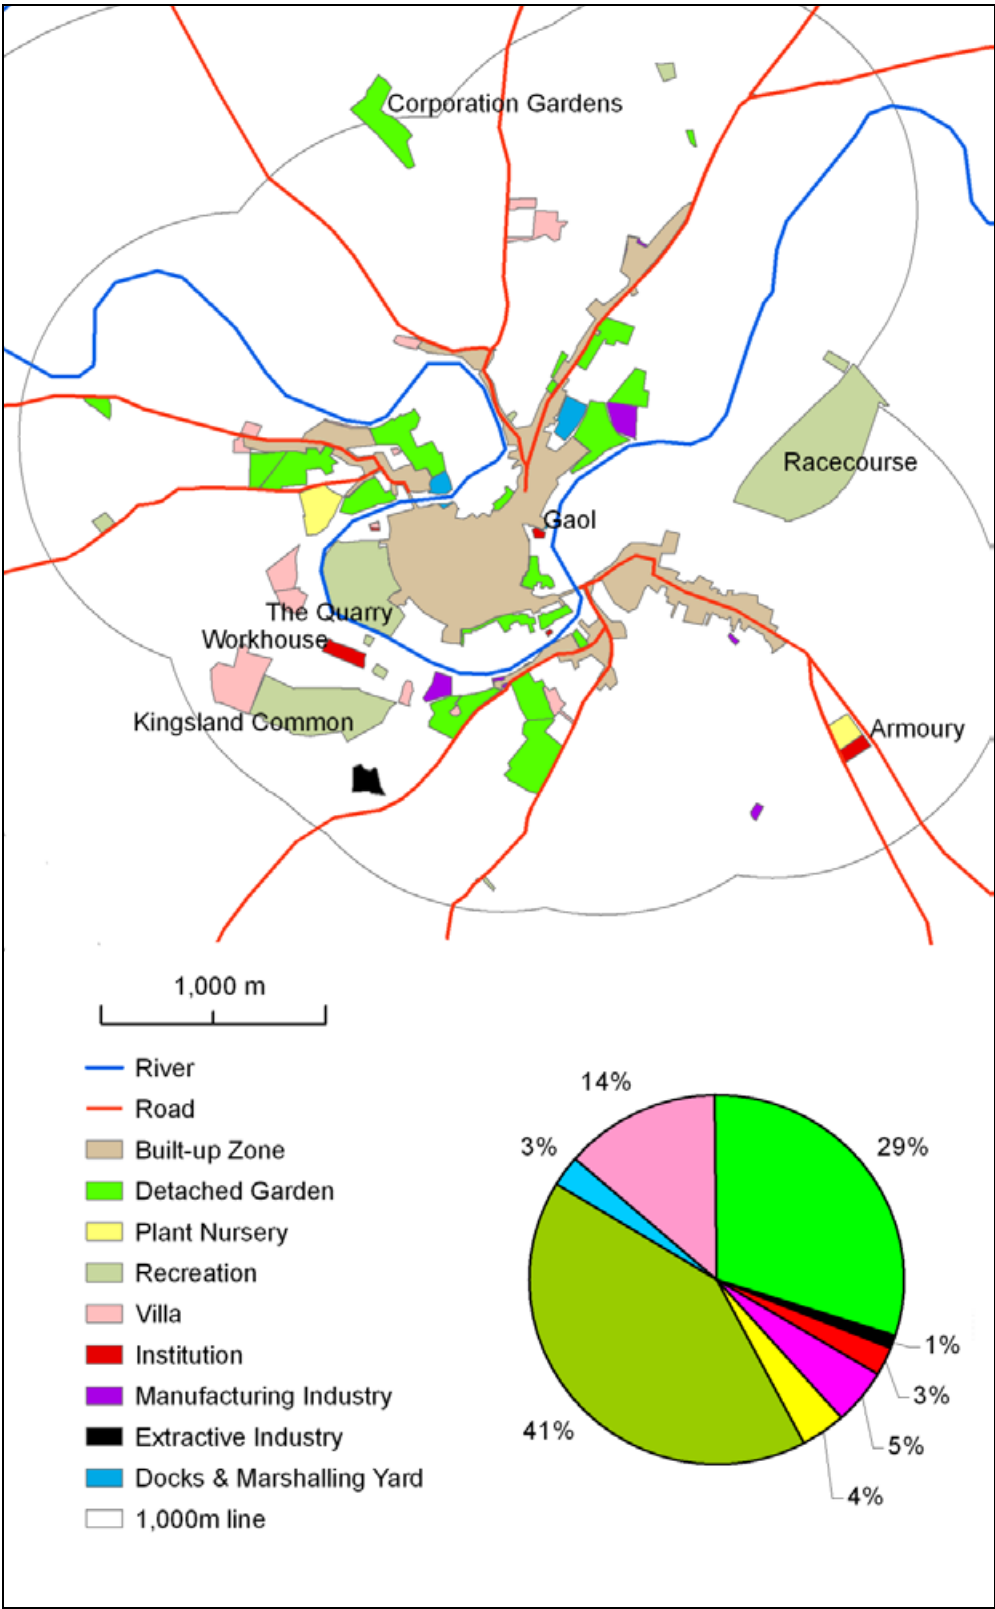 Corporation Gardens
Racecourse
Gaol
The Quarry
Workhouse
Kingsland Common
Armoury
1,000 m
River
Road
Built-up Zone
Detached Garden
Plant Nursery
Recreation
Villa
Institution
Manufacturing Industry
Extractive Industry
Docks & Marshalling Yard
1,000m line
14%
3%
29%
1%
3%
5%
4%
41%